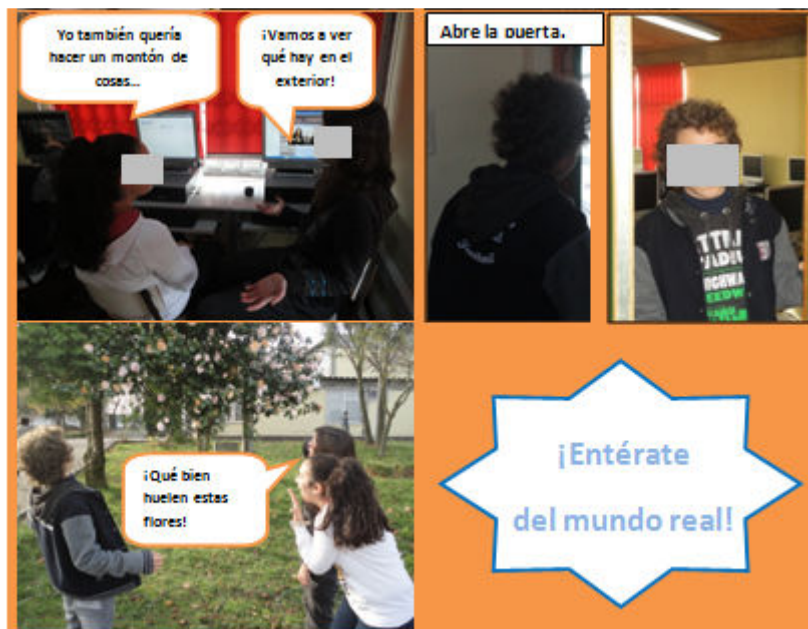 Yo también quería
hacer un montón de
cosas...
¡Vamos a ver
qué hay en el
exterior!
Abre la puerta.
¡Qué bien
huelen estas
flores!
¡Entérate
del mundo real!